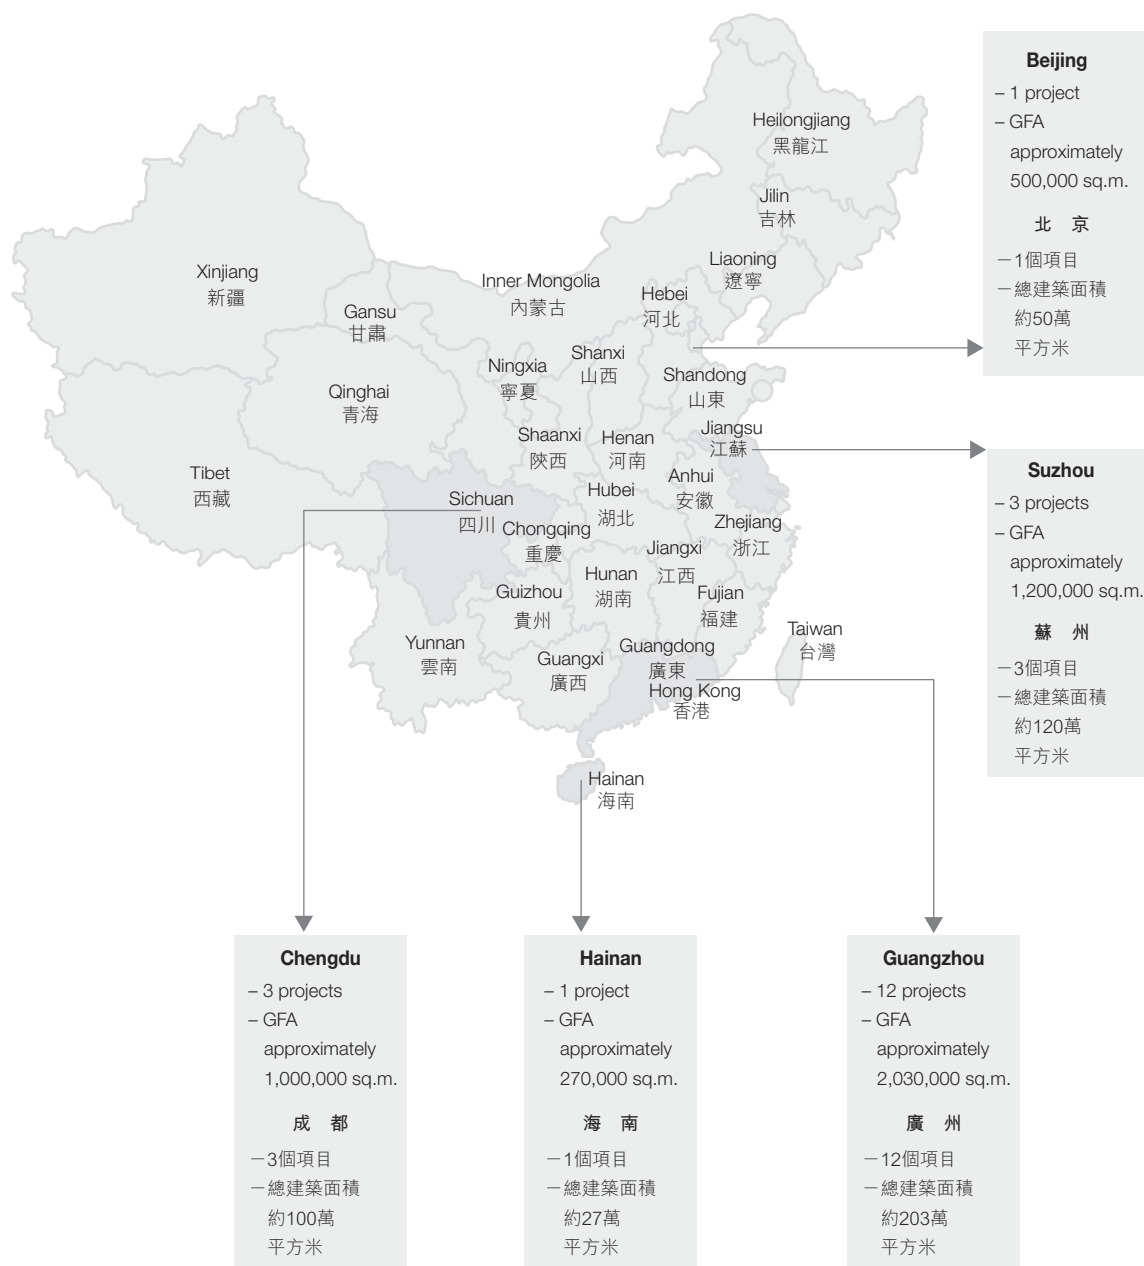 Heilongjiang
黑龍江
Jilin
吉林
Liaoning
遼寧
Xinjiang
新疆
Inner Mongolia
內蒙古
Hebei
河北
Gansu
甘肅
Ningxia
寧夏
Shanxi
山西
Shandong
山東
Qinghai
青海
Jiangsu
江蘇
Shaanxi
陝西
Henan
河南
Tibet
西藏
Anhui
安徽
Sichuan
四川
Hubei
湖北
Chongqing
重慶
Zhejiang
浙江
Jiangxi
江西
Hunan
湖南
Guizhou
貴州
Fujian
福建
Yunnan
雲南
Guangxi
廣西
Guangdong
廣東
Taiwan
台灣
Hong Kong
香港
Hainan
海南
Beijing
– 1 project
– GFA
approximately
500,000 sq.m.
北 京
－1個項目
－總建築面積
約50萬
平方米
Suzhou
– 3 projects
– GFA
approximately
1,200,000 sq.m.
蘇 州
－3個項目
－總建築面積
約120萬
平方米
Chengdu
– 3 projects
– GFA
approximately
1,000,000 sq.m.
成 都
－3個項目
－總建築面積
約100萬
平方米
Hainan
– 1 project
– GFA
approximately
270,000 sq.m.
海 南
－1個項目
－總建築面積
約27萬
平方米
Guangzhou
– 12 projects
– GFA
approximately
2,030,000 sq.m.
廣 州
－12個項目
－總建築面積
約203萬
平方米